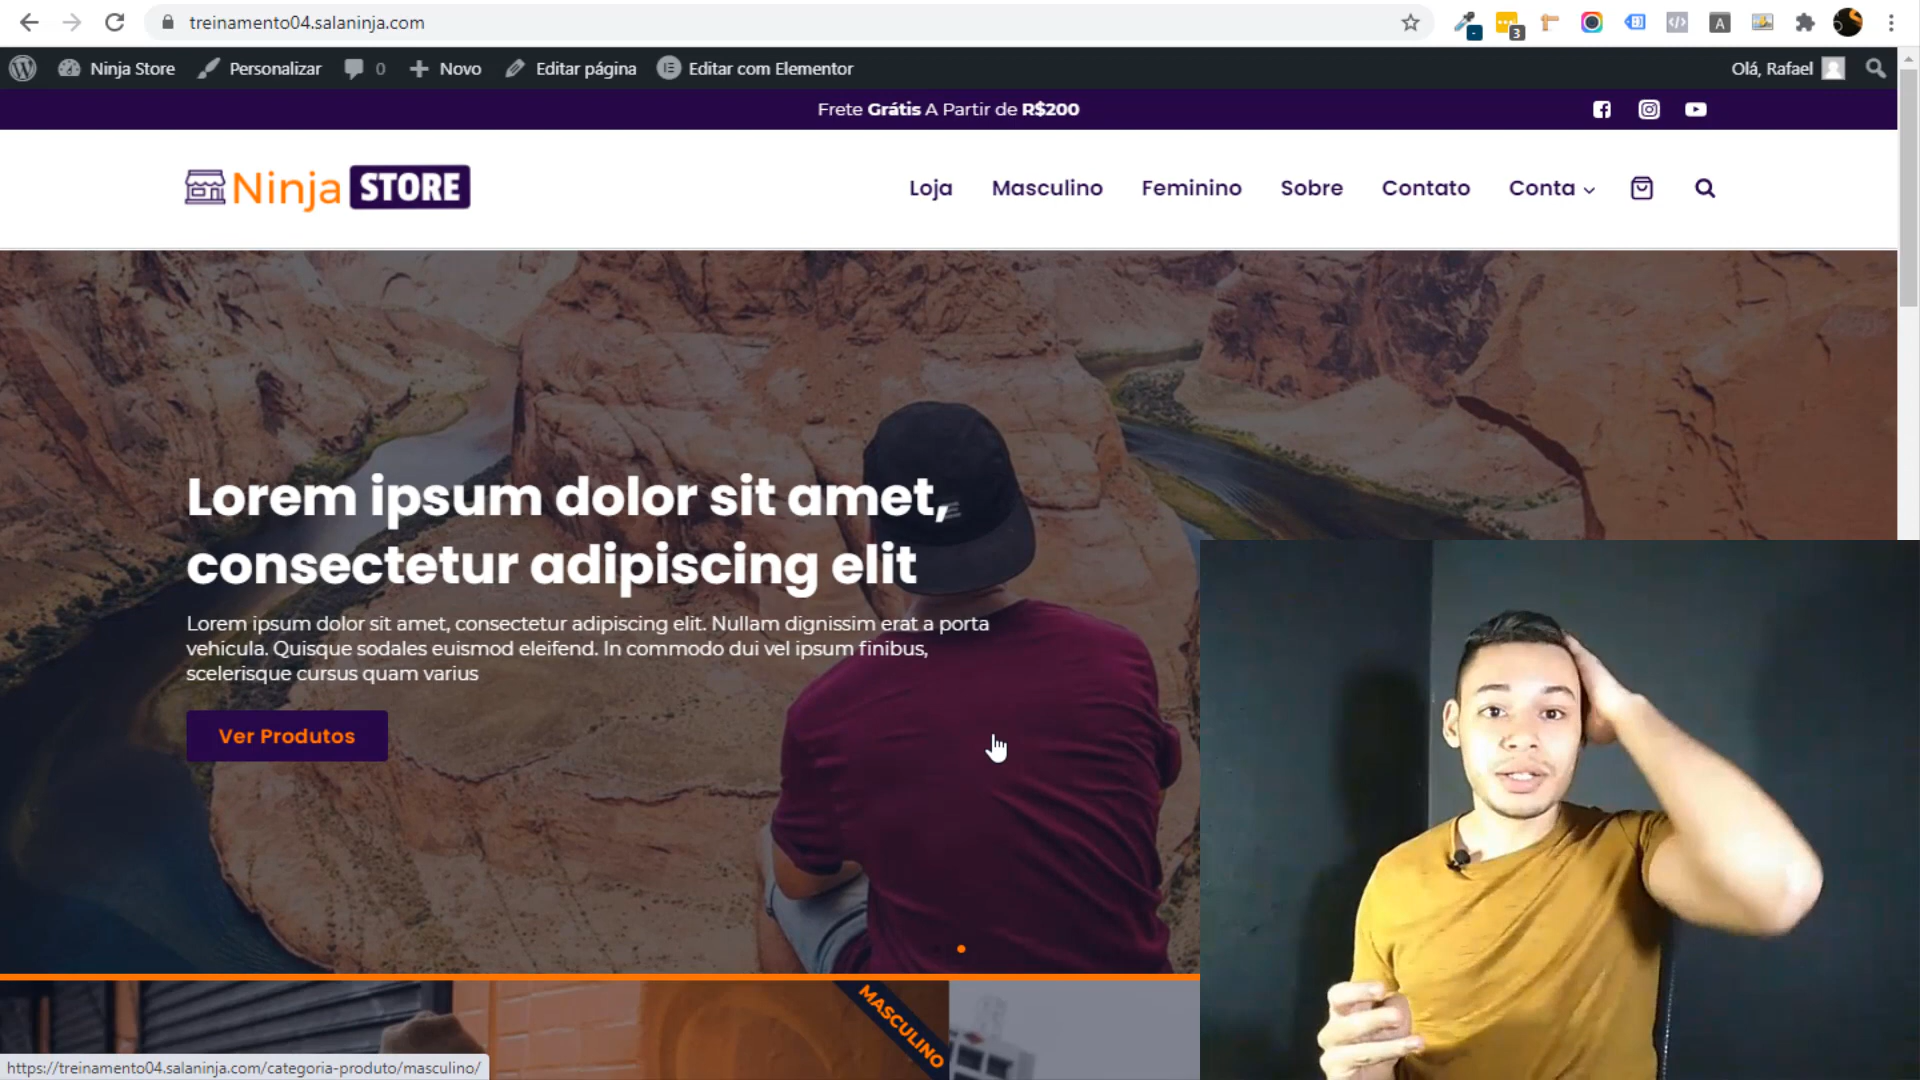 treinamento04.salaninja.com
3
A
Ninja Store
Personalizar
0
Novo
Editar página
Editar com Elementor
Olá, Rafael
Frete Grátis A Partir de R$200
Ninja STORE
Loja
Masculino
Feminino
Sobre
Contato
Conta
Lorem ipsum dolor sit amet,
consectetur adipiscing elit
Lorem ipsum dolor sit amet, consectetur adipiscing elit. Nullam dignissim erat a porta
vehicula. Quisque sodales euismod eleifend. In commodo dui vel ipsum finibus,
scelerisque cursus quam varius
Ver Produtos
MASCULINO
https://treinamento04.salaninja.com/categoria-produto/masculino/